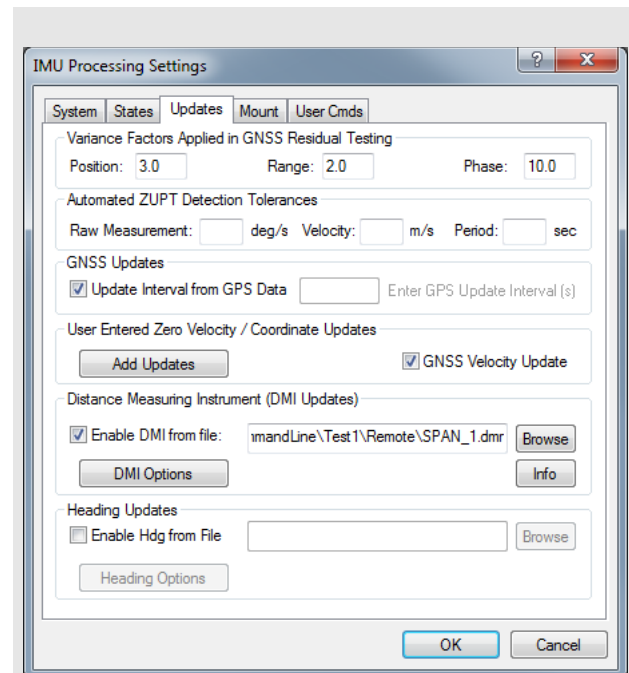 IMU Processing Settings
System States Updates Mount User Cmds
Variance Factors Applied in GNSS Residual Testing
Position: 3.0 Range: 2.0 Phase: 10.0
Automated ZUPT Detection Tolerances
Raw Measurement: deg/s Velocity: m/s Period: sec
GNSS Updates
Update Interval from GPS Data Enter GPS Update Interval (s)
User Entered Zero Velocity / Coordinate Updates
Add Updates GNSS Velocity Update
Distance Measuring Instrument (DMI Updates)
Enable DMI from file: mmandLine\Test1\Remote\SPAN_1.dmr Browse
DMI Options Info
Heading Updates
Enable Hdg from File Browse
Heading Options
OK Cancel